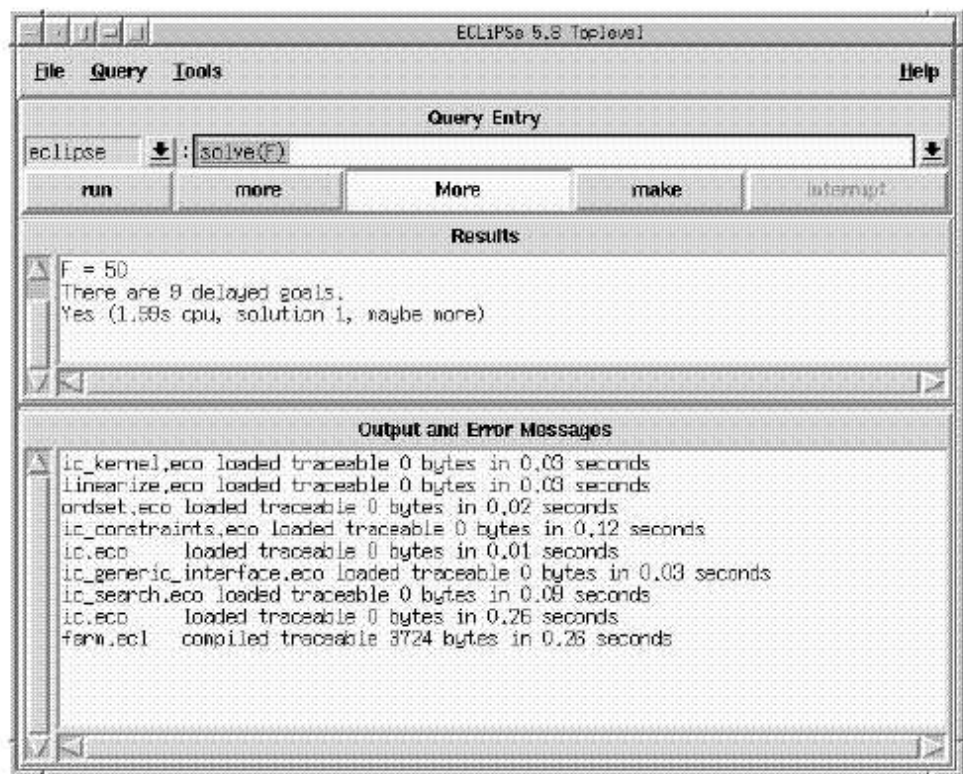 ECLiPSe 5.8 Toplevel
File Query Tools Help
Query Entry
eclipse : solve(F)
run more More make interrupt
Results
F = 50
There are 9 delayed goals.
Yes (1.99s cpu, solution 1, maybe more)
Output and Error Messages
ic_kernel.eco loaded traceable 0 bytes in 0.03 seconds
linearize.eco loaded traceable 0 bytes in 0.03 seconds
ordset.eco loaded traceable 0 bytes in 0.02 seconds
ic_constraints.eco loaded traceable 0 bytes in 0.12 seconds
ic.eco loaded traceable 0 bytes in 0.01 seconds
ic_generic_interface.eco loaded traceable 0 bytes in 0.03 seconds
ic_search.eco loaded traceable 0 bytes in 0.09 seconds
ic.eco loaded traceable 0 bytes in 0.26 seconds
farm.ecl compiled traceable 3724 bytes in 0.26 seconds